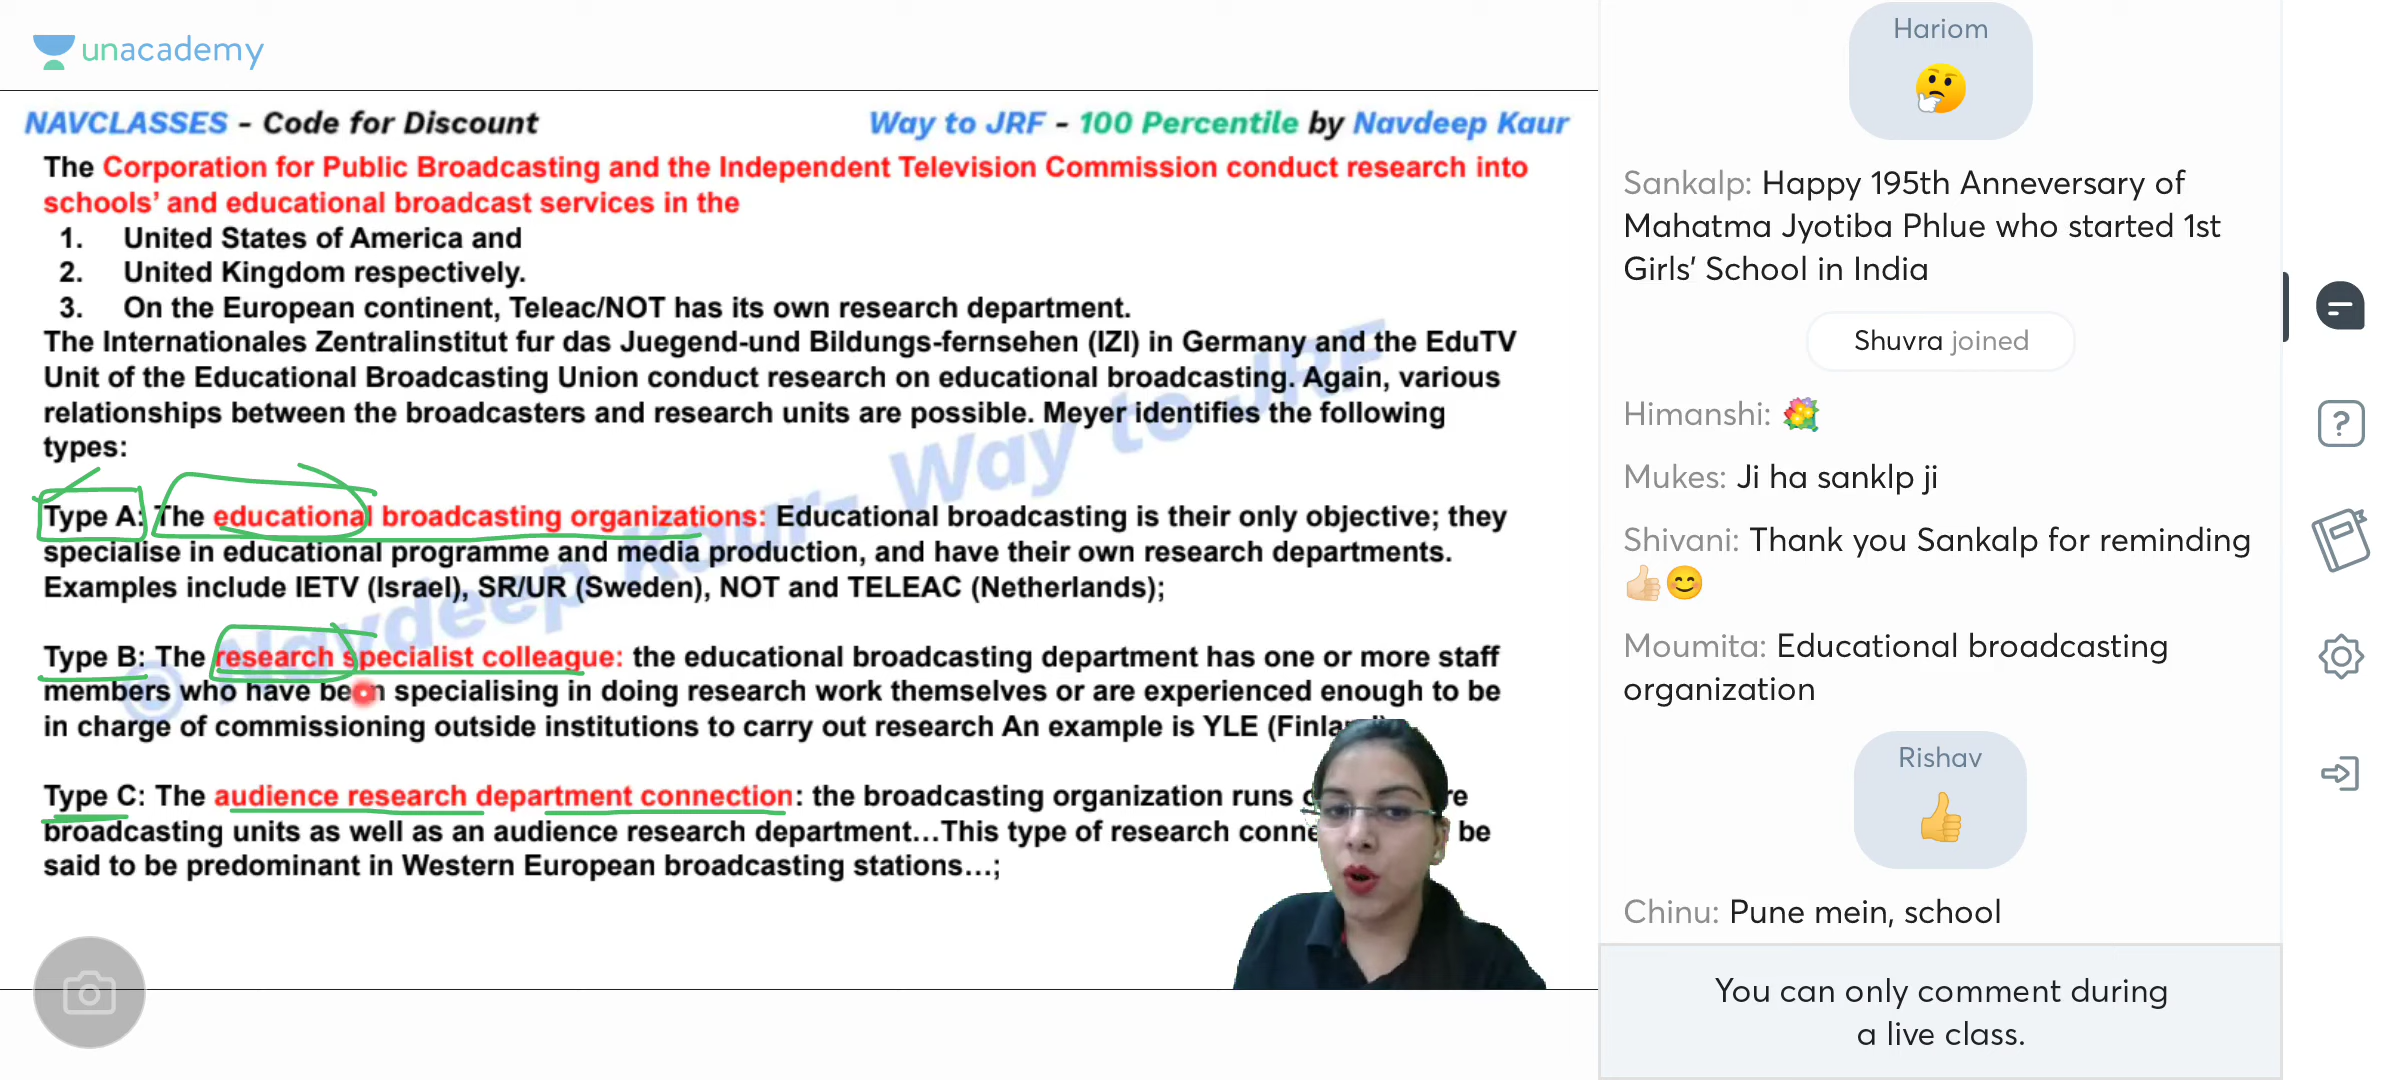 unacademy
NAVCLASSES - Code for Discount
Way to JRF - 100 Percentile by Navdeep Kaur
The Corporation for Public Broadcasting and the Independent Television Commission conduct research into
schools’ and educational broadcast services in the
1. United States of America and
2. United Kingdom respectively.
3. On the European continent, Teleac/NOT has its own research department.
The Internationales Zentralinstitut fur das Juegend-und Bildungs-fernsehen (IZI) in Germany and the EduTV
Unit of the Educational Broadcasting Union conduct research on educational broadcasting. Again, various
relationships between the broadcasters and research units are possible. Meyer identifies the following
types:
Type A: The educational broadcasting organizations: Educational broadcasting is their only objective; they
specialise in educational programme and media production, and have their own research departments.
Examples include IETV (Israel), SR/UR (Sweden), NOT and TELEAC (Netherlands);
Type B: The research specialist colleague: the educational broadcasting department has one or more staff
members who have been specialising in doing research work themselves or are experienced enough to be
in charge of commissioning outside institutions to carry out research An example is YLE
Type C: The audience research department connection: the broadcasting organization runs
broadcasting units as well as an audience research department...This type of research be
said to be predominant in Western European broadcasting stations...;
© Navdeep Kaur- Way to JRF
Hariom
Sankalp: Happy 195th Anneversary of
Mahatma Jyotiba Phlue who started 1st
Girls' School in India
Shuvra joined
Himanshi: 💐
Mukes: Ji ha sanklp ji
Shivani: Thank you Sankalp for reminding
👍🏻😊
Moumita: Educational broadcasting
organization
Rishav
Chinu: Pune mein, school
You can only comment during
a live class.